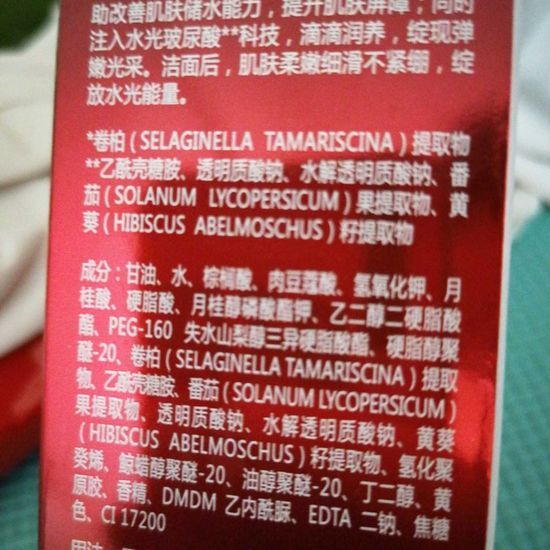 助改善肌肤储水能力，提升肌肤屏障；同时
注入水光玻尿酸**科技，滴滴润养，绽现弹
嫩光采。洁面后，肌肤柔嫩细滑不紧绷，绽
放水光能量。
*卷柏（SELAGINELLA TAMARISCINA）提取物
**乙酰壳糖胺、透明质酸钠、水解透明质酸钠、番
茄（SOLANUM LYCOPERSICUM）果提取物、黄
葵（HIBISCUS ABELMOSCHUS）籽提取物
成分：甘油、水、棕榈酸、肉豆蔻酸、氢氧化钾、月
桂酸、硬脂酸、月桂醇磷酸酯钾、乙二醇二硬脂酸
酯、PEG-160 失水山梨醇三异硬脂酸酯、硬脂醇聚
醚-20、卷柏（SELAGINELLA TAMARISCINA）提取
物、乙酰壳糖胺、番茄（SOLANUM LYCOPERSICUM）
果提取物、透明质酸钠、水解透明质酸钠、黄葵
（HIBISCUS ABELMOSCHUS）籽提取物、氢化聚
癸烯、鲸蜡醇聚醚-20、油醇聚醚-20、丁二醇、黄
原胶、香精、DMDM 乙内酰脲、EDTA 二钠、焦糖
色、CI 17200